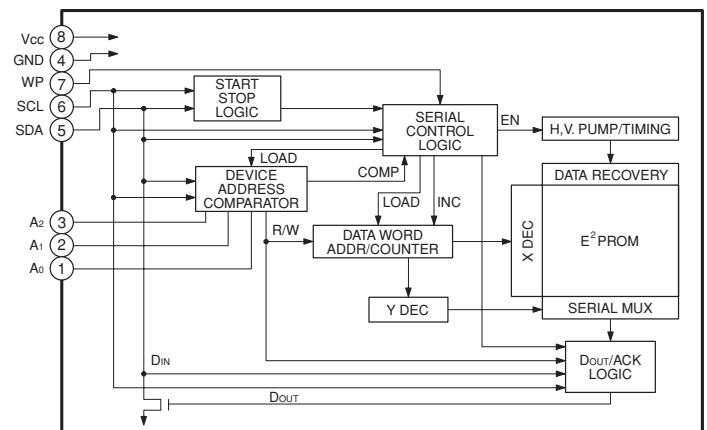 Vcc 8
GND 4
WP 7
SCL 6
SDA 5
START
STOP
LOGIC
SERIAL
CONTROL
LOGIC
EN
H,V. PUMP/TIMING
LOAD
COMP
DEVICE
ADDRESS
COMPARATOR
DATA RECOVERY
LOAD
INC
A2 3
A1 2
A0 1
R/W
DATA WORD
ADDR/COUNTER
X DEC
E2PROM
Y DEC
SERIAL MUX
DIN
DOUT/ACK
LOGIC
DOUT